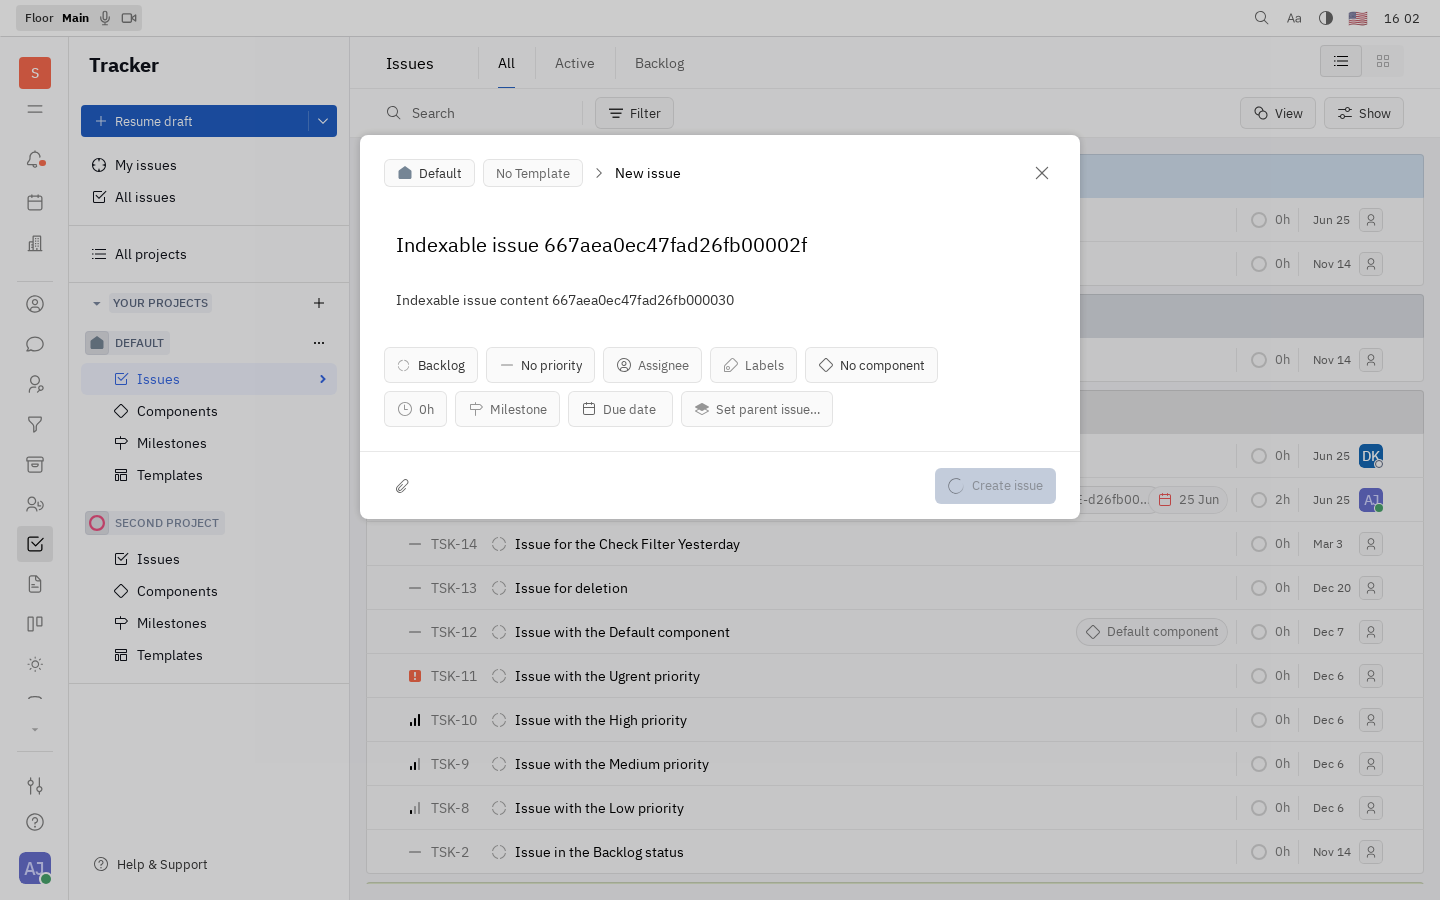 Floor Main
Aa
16 02
S
Tracker
Issues
All
Active
Backlog
Resume draft
Search
Filter
View
Show
My issues
All issues
All projects
YOUR PROJECTS
DEFAULT
Issues
Components
Milestones
Templates
SECOND PROJECT
Issues
Components
Milestones
Templates
Help & Support
AJ
Default
No Template
New issue
Indexable issue 667aea0ec47fad26fb00002f
Indexable issue content 667aea0ec47fad26fb000030
Backlog
No priority
Assignee
Labels
No component
0h
Milestone
Due date
Set parent issue...
Create issue
0h Jun 25
0h Nov 14
0h Nov 14
0h Jun 25 DK
-d26fb00... 25 Jun 2h Jun 25 AJ
TSK-14 Issue for the Check Filter Yesterday 0h Mar 3
TSK-13 Issue for deletion 0h Dec 20
TSK-12 Issue with the Default component Default component 0h Dec 7
TSK-11 Issue with the Ugrent priority 0h Dec 6
TSK-10 Issue with the High priority 0h Dec 6
TSK-9 Issue with the Medium priority 0h Dec 6
TSK-8 Issue with the Low priority 0h Dec 6
TSK-2 Issue in the Backlog status 0h Nov 14